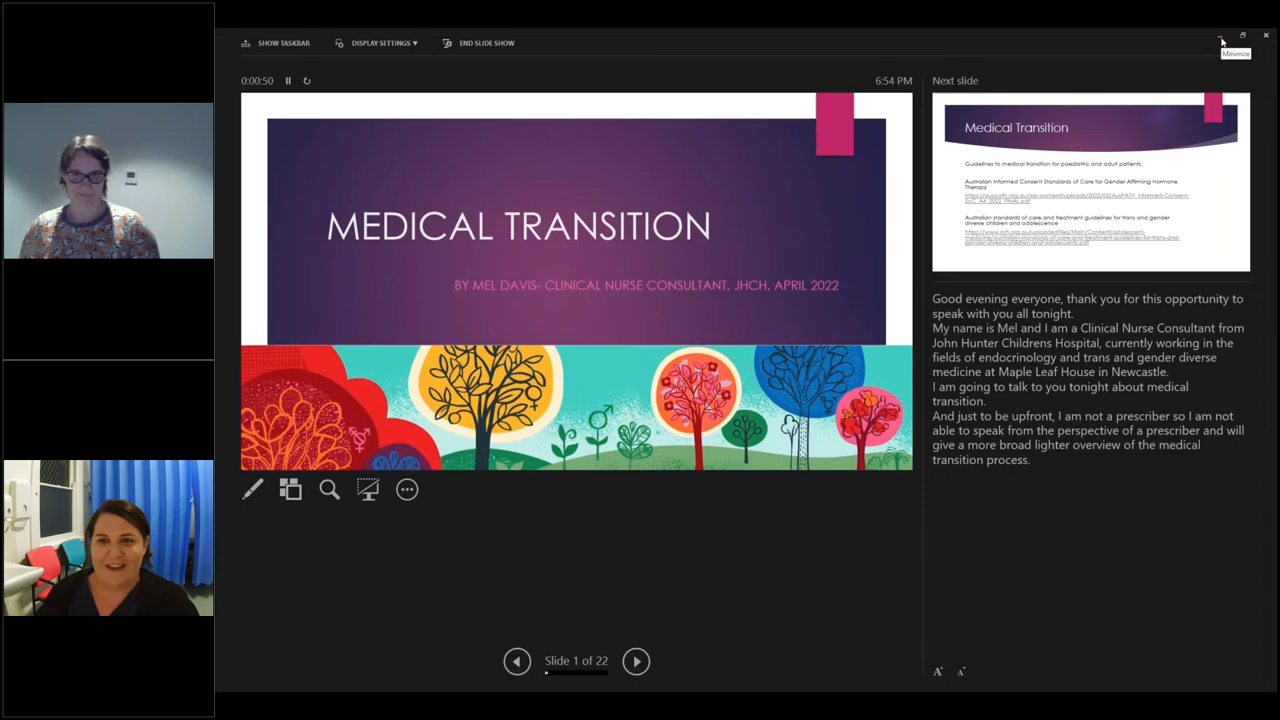 SHOW TASKBAR
DISPLAY SETTINGS
END SLIDE SHOW
Minimize
0:00:50
6:54 PM
MEDICAL TRANSITION
BY MEL DAVIS- CLINICAL NURSE CONSULTANT, JHCH, APRIL 2022
Next slide
Medical Transition
Guidelines to medical transition for paediatric and adult patients.
Australian Informed Consent Standards of Care for Gender Affirming Hormone
Therapy
Australian standards of care and treatment guidelines for trans and gender
diverse children and adolescence
Good evening everyone, thank you for this opportunity to
speak with you all tonight.
My name is Mel and I am a Clinical Nurse Consultant from
John Hunter Childrens Hospital, currently working in the
fields of endocrinology and trans and gender diverse
medicine at Maple Leaf House in Newcastle.
I am going to talk to you tonight about medical
transition.
And just to be upfront, I am not a prescriber so I am not
able to speak from the perspective of a prescriber and will
give a more broad lighter overview of the medical
transition process.
Slide 1 of 22
A A